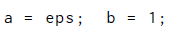 a = eps;  b = 1;